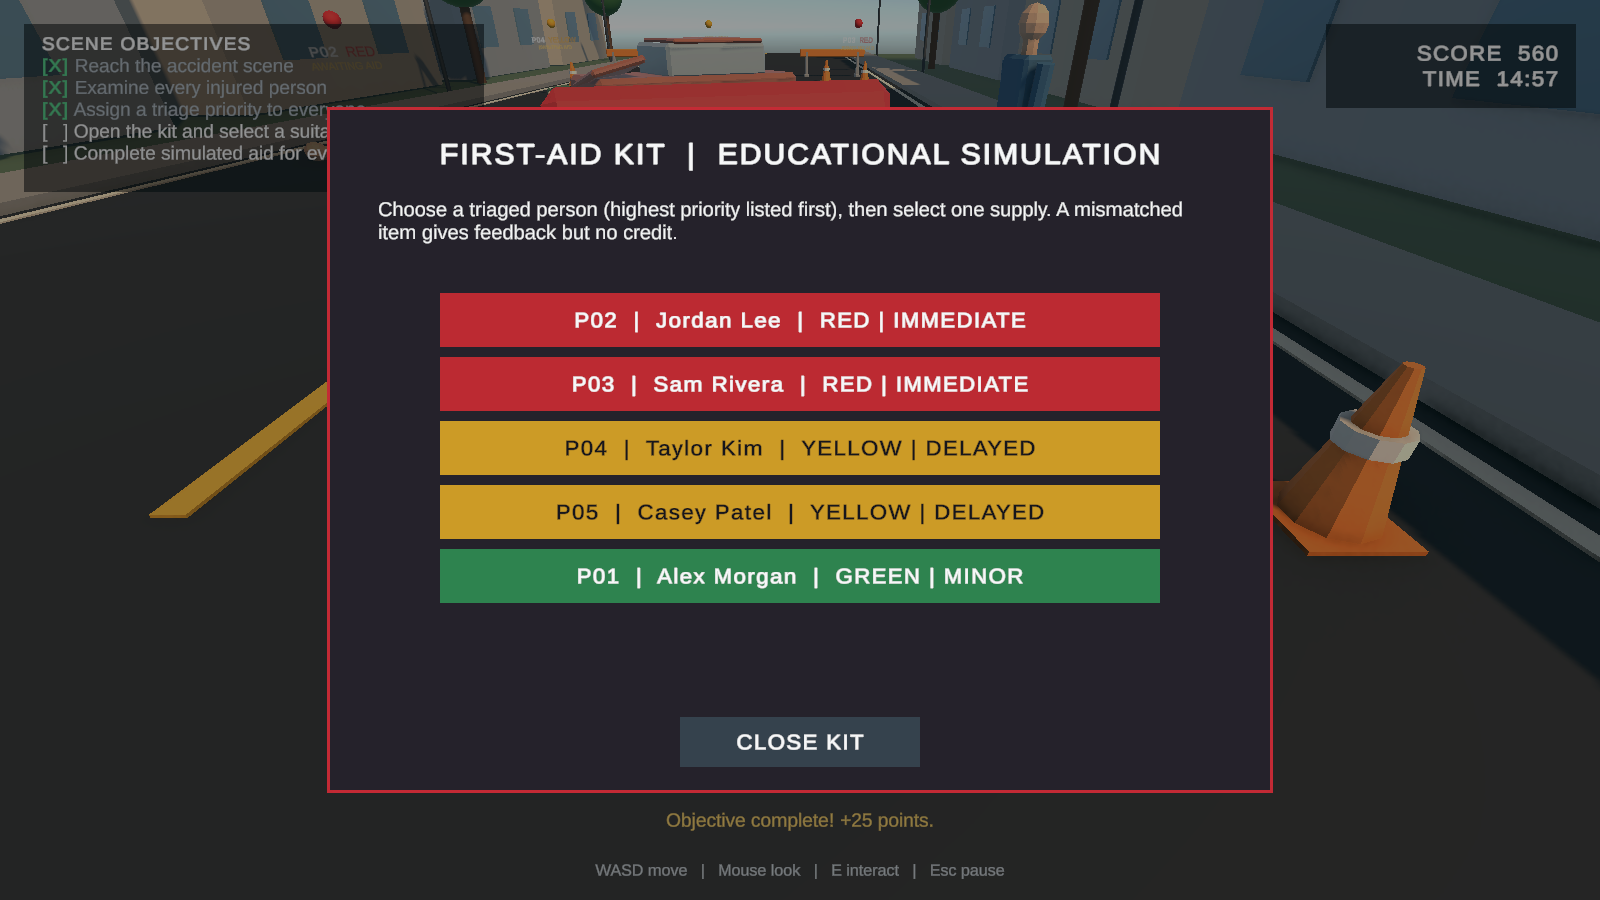 SCENE OBJECTIVES
[X] Reach the accident scene
[X] Examine every injured person
[X] Assign a triage priority to everyone
[ ] Open the kit and select a suita
[ ] Complete simulated aid for ev
P02 RED
SCORE 560
TIME 14:57
FIRST-AID KIT | EDUCATIONAL SIMULATION
Choose a triaged person (highest priority listed first), then select one supply. A mismatched
item gives feedback but no credit.
P02 | Jordan Lee | RED | IMMEDIATE
P03 | Sam Rivera | RED | IMMEDIATE
P04 | Taylor Kim | YELLOW | DELAYED
P05 | Casey Patel | YELLOW | DELAYED
P01 | Alex Morgan | GREEN | MINOR
CLOSE KIT
Objective complete! +25 points.
WASD move | Mouse look | E interact | Esc pause